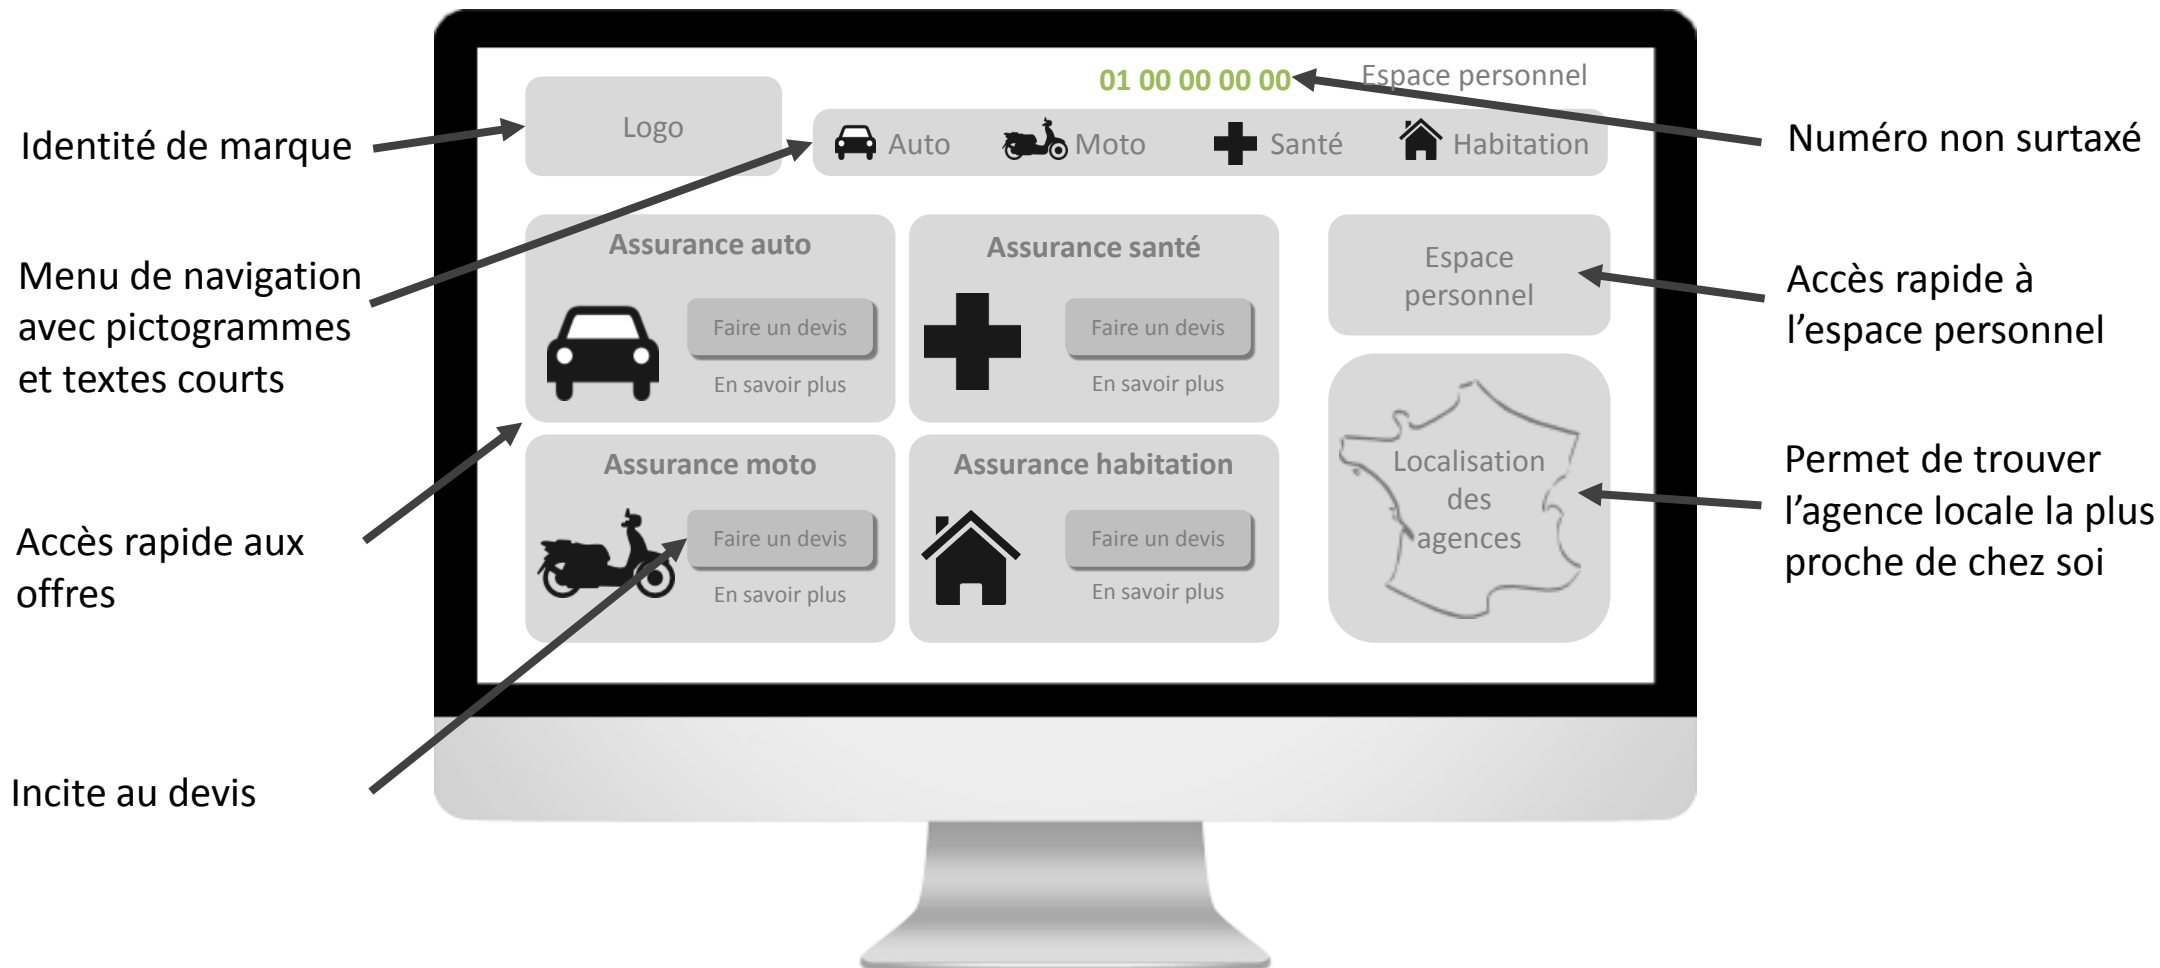 01 00 00 00 00
Espace personnel
Logo
Auto
Moto
Santé
Habitation
Identité de marque
Numéro non surtaxé
Menu de navigation
avec pictogrammes
et textes courts
Assurance auto
Faire un devis
En savoir plus
Assurance santé
Faire un devis
En savoir plus
Espace
personnel
Accès rapide à
l’espace personnel
Accès rapide aux
offres
Assurance moto
Faire un devis
En savoir plus
Assurance habitation
Faire un devis
En savoir plus
Localisation
des
agences
Permet de trouver
l’agence locale la plus
proche de chez soi
Incite au devis